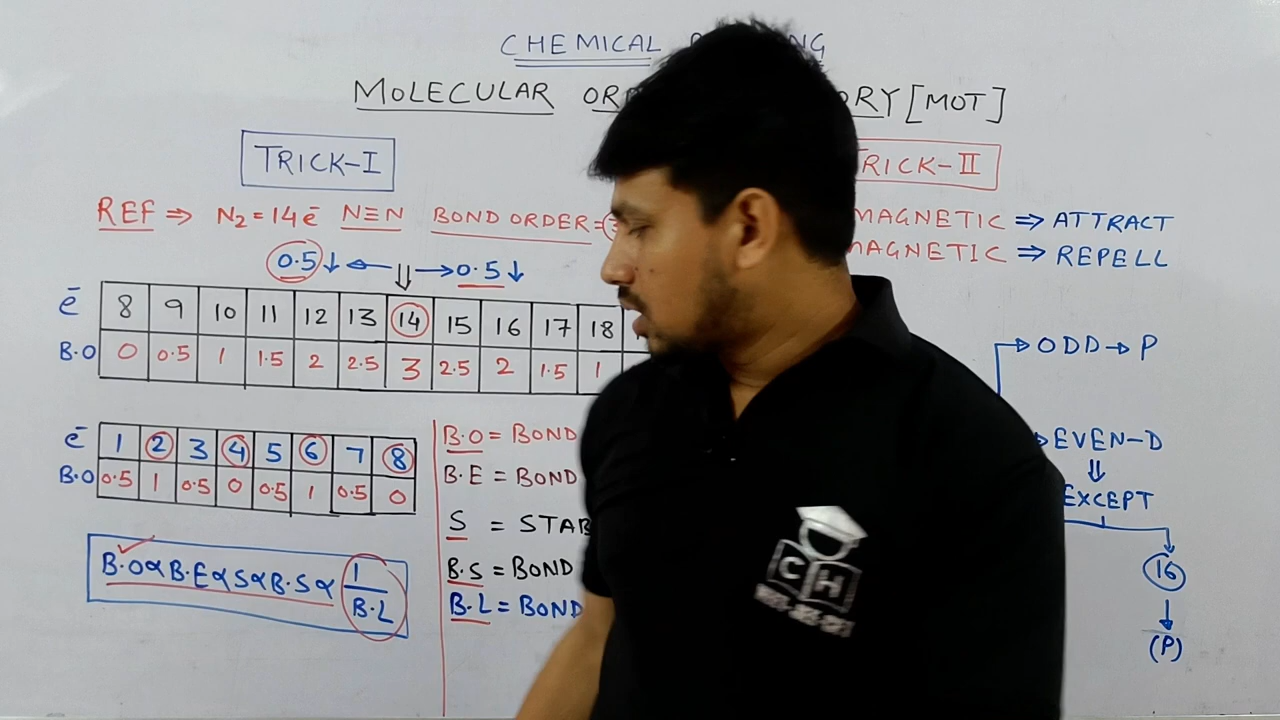 CHEMICAL
MOLECULAR [MOT]
TRICK-I
TRICK-II
REF ⇒ N₂ = 14ē N≡N BOND ORDER =
MAGNETIC ⇒ ATTRACT
MAGNETIC ⇒ REPELL
0.5↓ ← ⇓ → 0.5↓
ē 8 9 10 11 12 13 14 15 16 17 18
B.O 0 0.5 1 1.5 2 2.5 3 2.5 2 1.5 1
ODD → P
ē 1 2 3 4 5 6 7 8
B.O 0.5 1 0.5 0 0.5 1 0.5 0
B.O = BOND
B.E = BOND
S = STAB
B.S = BOND
B.L = BOND
EVEN-D
⇓
EXCEPT
16
↓
(P)
B.O ∝ B.E ∝ S ∝ B.S ∝ 1/B.L
CH